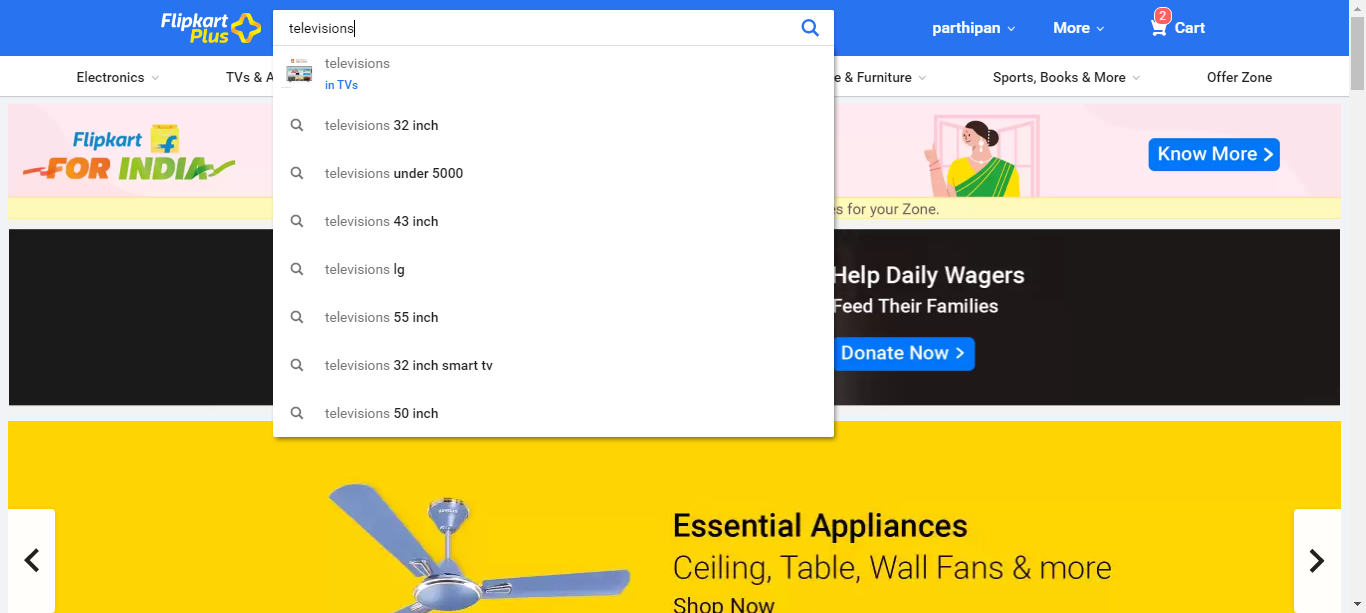 Flipkart
Plus
televisions
parthipan
More
2
Cart
Electronics
TVs & A
e & Furniture
Sports, Books & More
Offer Zone
televisions
in TVs
televisions 32 inch
televisions under 5000
televisions 43 inch
televisions lg
televisions 55 inch
televisions 32 inch smart tv
televisions 50 inch
Flipkart
FOR INDIA
Know More
es for your Zone.
Help Daily Wagers
Feed Their Families
Donate Now
Essential Appliances
Ceiling, Table, Wall Fans & more
Shop Now